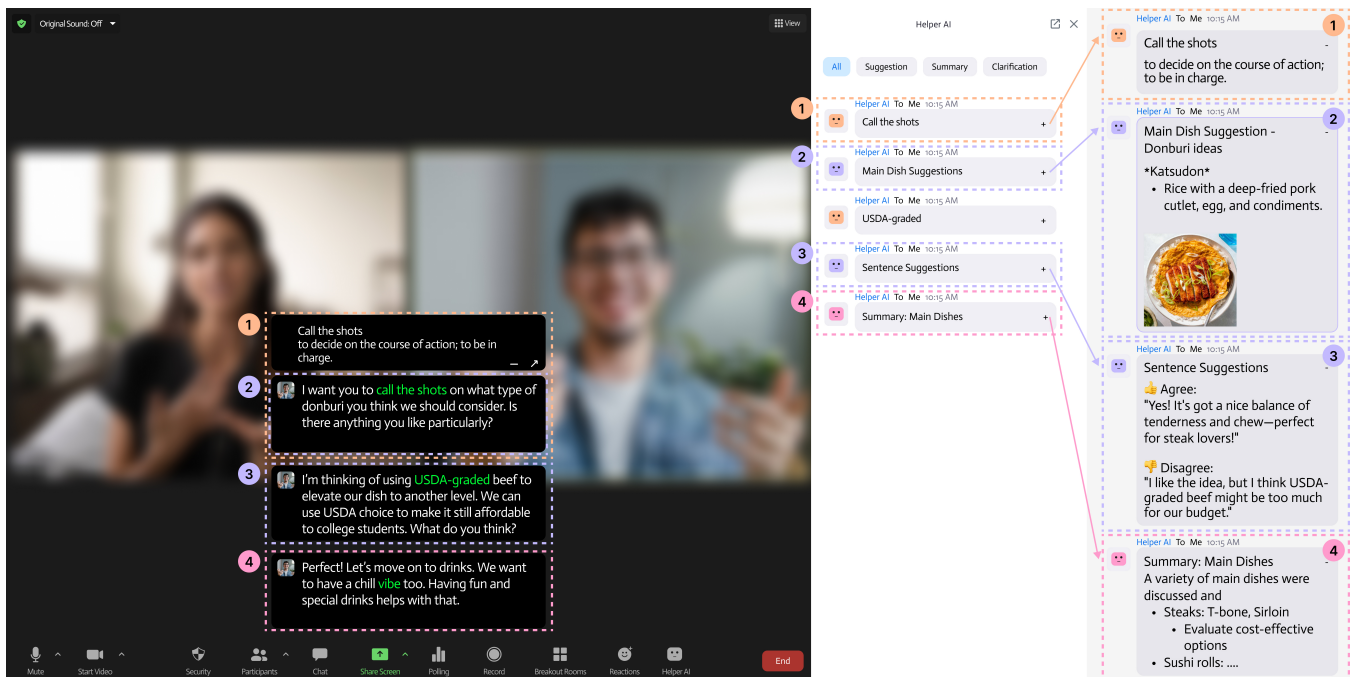 Original Sound: Off
View
1
Call the shots
to decide on the course of action; to be in
charge.
2
I want you to call the shots on what type of
donburi you think we should consider. Is
there anything you like particularly?
3
I'm thinking of using USDA-graded beef to
elevate our dish to another level. We can
use USDA choice to make it still affordable
to college students. What do you think?
4
Perfect! Let's move on to drinks. We want
to have a chill vibe too. Having fun and
special drinks helps with that.
Mute
Start Video
Security
Participants
Chat
Share Screen
Polling
Record
Breakout Rooms
Reactions
Helper AI
End
Helper AI
All
Suggestion
Summary
Clarification
1
Helper AI To Me 10:15 AM
Call the shots +
2
Helper AI To Me 10:15 AM
Main Dish Suggestions +
Helper AI To Me 10:15 AM
USDA-graded +
3
Helper AI To Me 10:15 AM
Sentence Suggestions +
4
Helper AI To Me 10:15 AM
Summary: Main Dishes +
Helper AI To Me 10:15 AM
1
Call the shots -
to decide on the course of action;
to be in charge.
Helper AI To Me 10:15 AM
2
Main Dish Suggestion - -
Donburi ideas
*Katsudon*
• Rice with a deep-fried pork
cutlet, egg, and condiments.
Helper AI To Me 10:15 AM
3
Sentence Suggestions -
👍 Agree:
"Yes! It's got a nice balance of
tenderness and chew—perfect
for steak lovers!"
👎 Disagree:
"I like the idea, but I think USDA-
graded beef might be too much
for our budget."
Helper AI To Me 10:15 AM
4
Summary: Main Dishes -
A variety of main dishes were
discussed and
• Steaks: T-bone, Sirloin
• Evaluate cost-effective
options
• Sushi rolls: ....